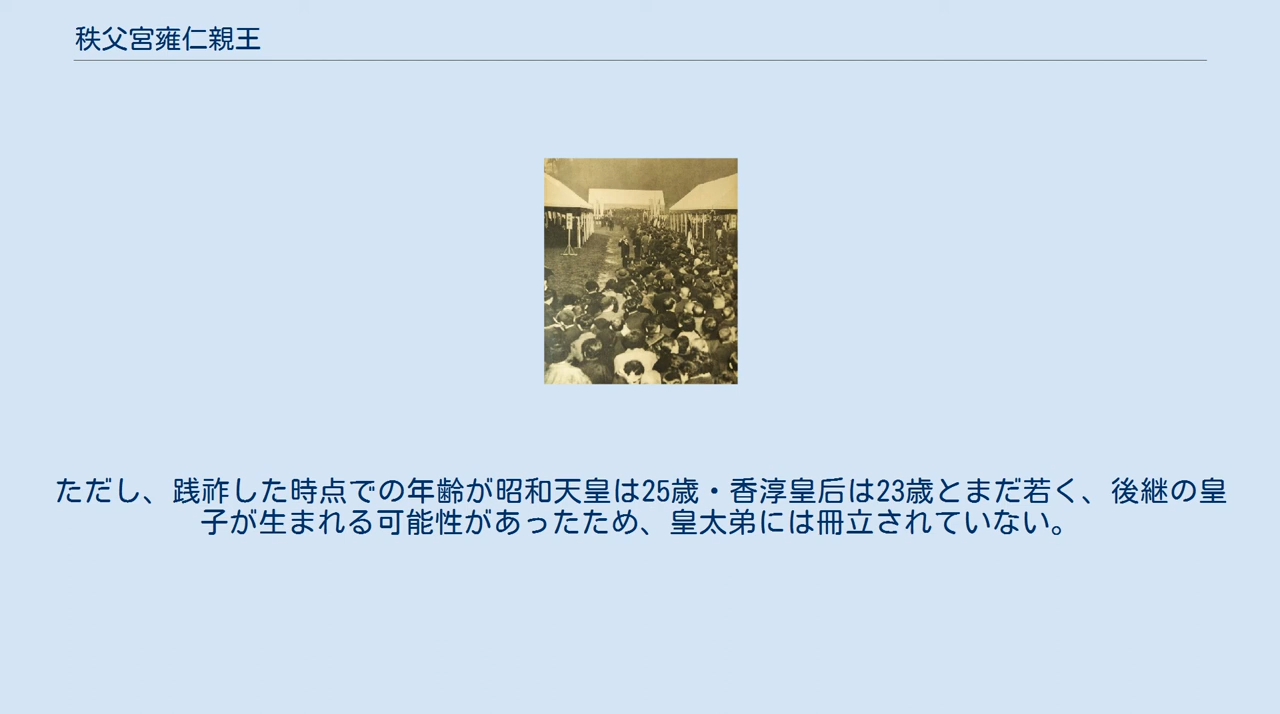 秩父宮雍仁親王
ただし、践祚した時点での年齢が昭和天皇は25歳・香淳皇后は23歳とまだ若く、後継の皇
子が生まれる可能性があったため、皇太弟には冊立されていない。